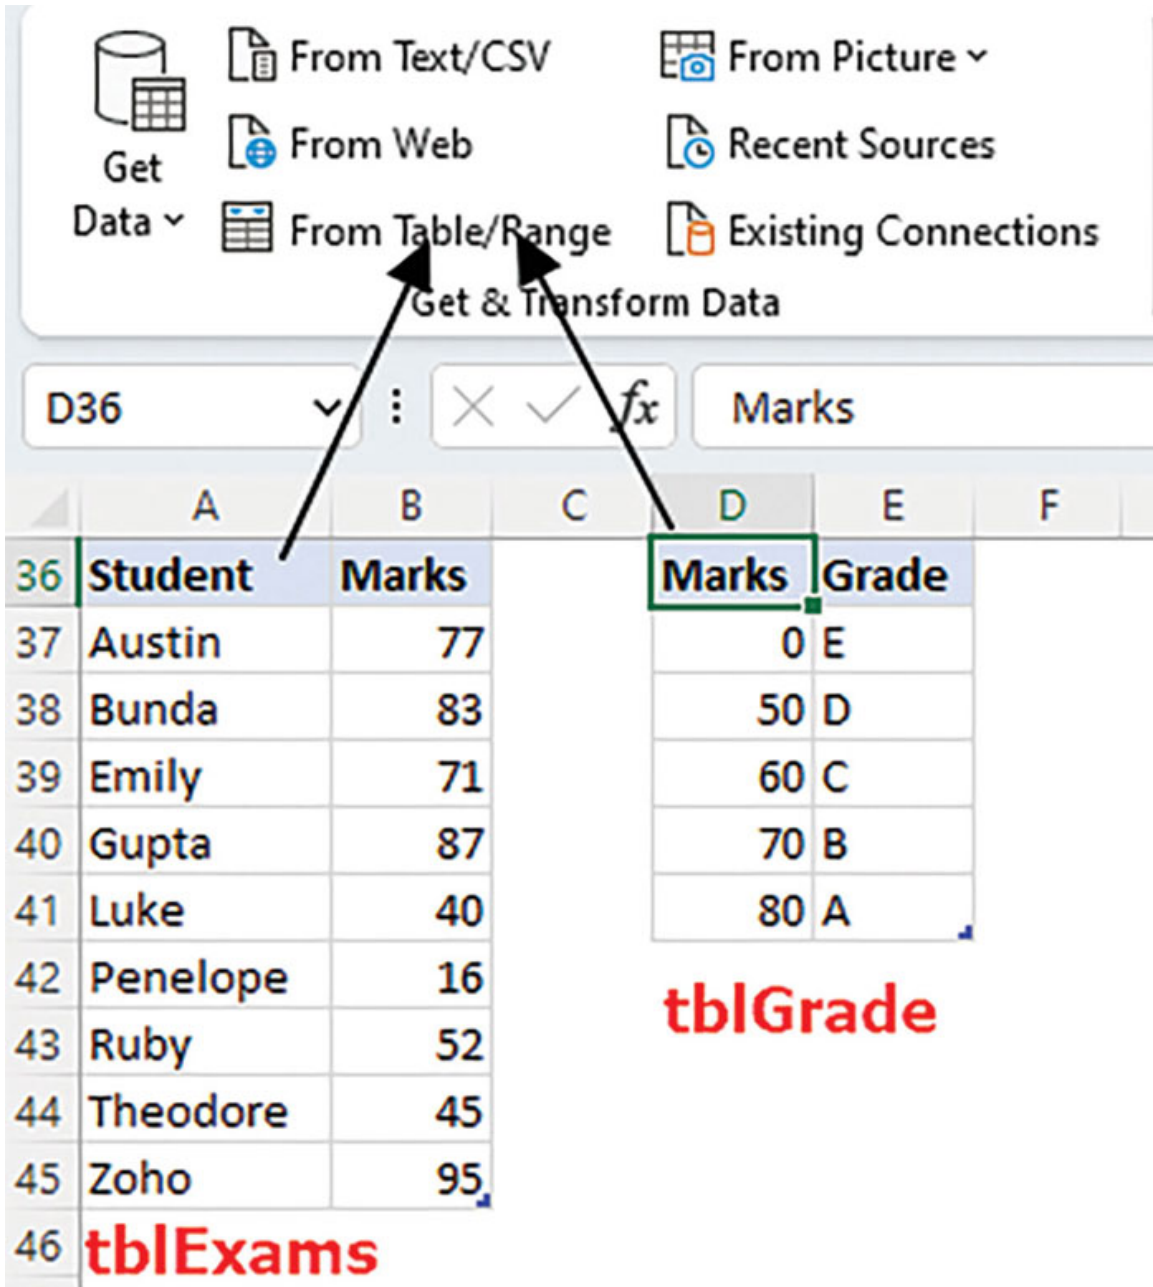 From Text/CSV From Picture
From Web Recent Sources
Get
Data From Table/Range Existing Connections
Get & Transform Data
D36 fx Marks
A B C D E F
36 Student Marks Marks Grade
37 Austin 77 0 E
38 Bunda 83 50 D
39 Emily 71 60 C
40 Gupta 87 70 B
41 Luke 40 80 A
42 Penelope 16
tblGrade
43 Ruby 52
44 Theodore 45
45 Zoho 95
46 tblExams